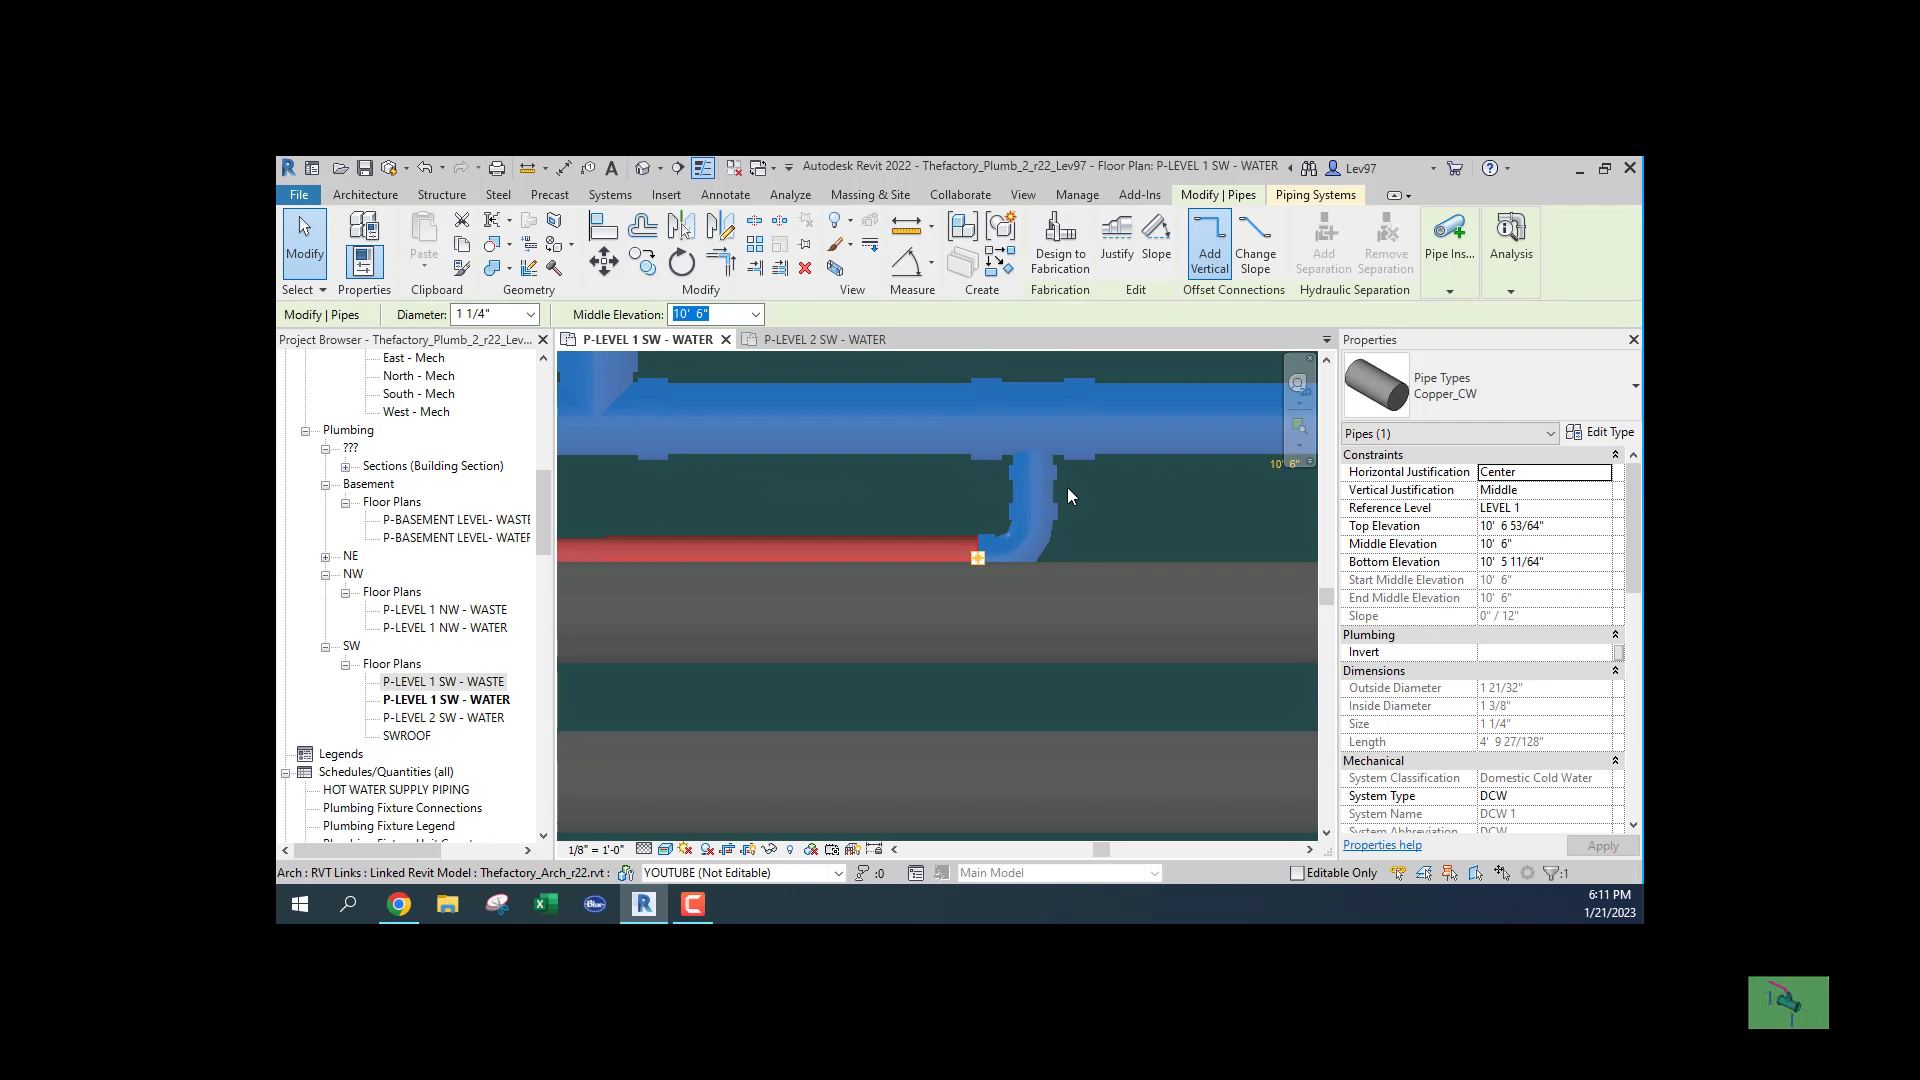 Autodesk Revit 2022 - Thefactory_Plumb_2_r22_Lev97 - Floor Plan: P-LEVEL 1 SW - WATER
Lev97
File Architecture Structure Steel Precast Systems Insert Annotate Analyze Massing & Site Collaborate View Manage Add-Ins Modify | Pipes Piping Systems
Modify
Paste
Design to Fabrication
Justify
Slope
Add Vertical
Change Slope
Add Separation
Remove Separation
Pipe Ins...
Analysis
Select Properties Clipboard Geometry Modify View Measure Create Fabrication Edit Offset Connections Hydraulic Separation
Modify | Pipes Diameter: 1 1/4" Middle Elevation: 10' 6"
Project Browser - Thefactory_Plumb_2_r22_Lev...
P-LEVEL 1 SW - WATER
P-LEVEL 2 SW - WATER
Properties
East - Mech
North - Mech
South - Mech
West - Mech
Plumbing
???
Sections (Building Section)
Basement
Floor Plans
P-BASEMENT LEVEL- WASTE
P-BASEMENT LEVEL- WATER
NE
NW
Floor Plans
P-LEVEL 1 NW - WASTE
P-LEVEL 1 NW - WATER
SW
Floor Plans
P-LEVEL 1 SW - WASTE
P-LEVEL 1 SW - WATER
P-LEVEL 2 SW - WATER
SWROOF
Legends
Schedules/Quantities (all)
HOT WATER SUPPLY PIPING
Plumbing Fixture Connections
Plumbing Fixture Legend
2D
10' 6"
Pipe Types
Copper_CW
Pipes (1) Edit Type
Constraints
Horizontal Justification Center
Vertical Justification Middle
Reference Level LEVEL 1
Top Elevation 10' 6 53/64"
Middle Elevation 10' 6"
Bottom Elevation 10' 5 11/64"
Start Middle Elevation 10' 6"
End Middle Elevation 10' 6"
Slope 0" / 12"
Plumbing
Invert
Dimensions
Outside Diameter 1 21/32"
Inside Diameter 1 3/8"
Size 1 1/4"
Length 4' 9 27/128"
Mechanical
System Classification Domestic Cold Water
System Type DCW
System Name DCW 1
System Abbreviation DCW
Properties help Apply
1/8" = 1'-0"
Arch : RVT Links : Linked Revit Model : Thefactory_Arch_r22.rvt : YOUTUBE (Not Editable) :0 Main Model Editable Only :1
6:11 PM
1/21/2023